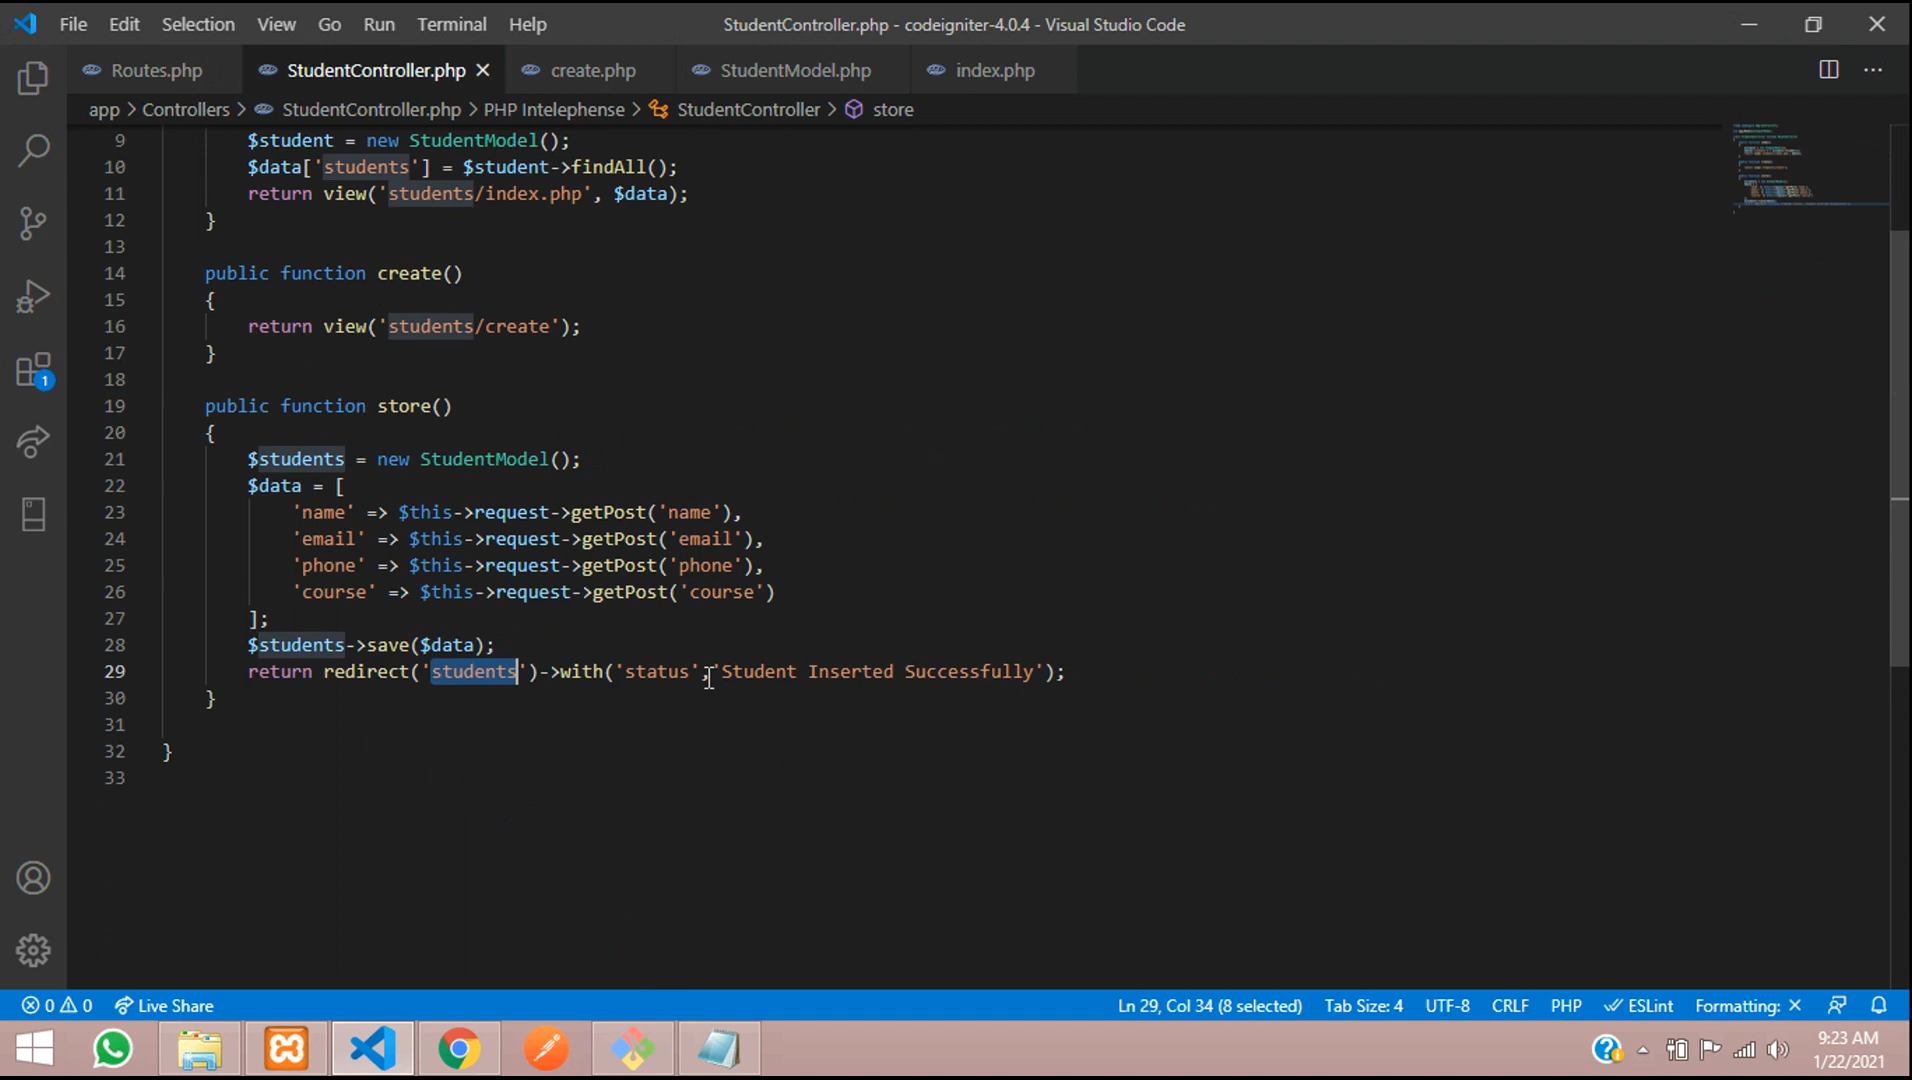 File Edit Selection View Go Run Terminal Help StudentController.php - codeigniter-4.0.4 - Visual Studio Code
Routes.php StudentController.php create.php StudentModel.php index.php
app > Controllers > StudentController.php > PHP Intelephense > StudentController > store
9 $student = new StudentModel();
10 $data['students'] = $student->findAll();
11 return view('students/index.php', $data);
12 }
13
14 public function create()
15 {
16 return view('students/create');
17 }
18
19 public function store()
20 {
21 $students = new StudentModel();
22 $data = [
23 'name' => $this->request->getPost('name'),
24 'email' => $this->request->getPost('email'),
25 'phone' => $this->request->getPost('phone'),
26 'course' => $this->request->getPost('course')
27 ];
28 $students->save($data);
29 return redirect('students')->with('status','Student Inserted Successfully');
30 }
31
32 }
33
1
0 0 Live Share Ln 29, Col 34 (8 selected) Tab Size: 4 UTF-8 CRLF PHP ESLint Formatting: ×
9:23 AM
1/22/2021